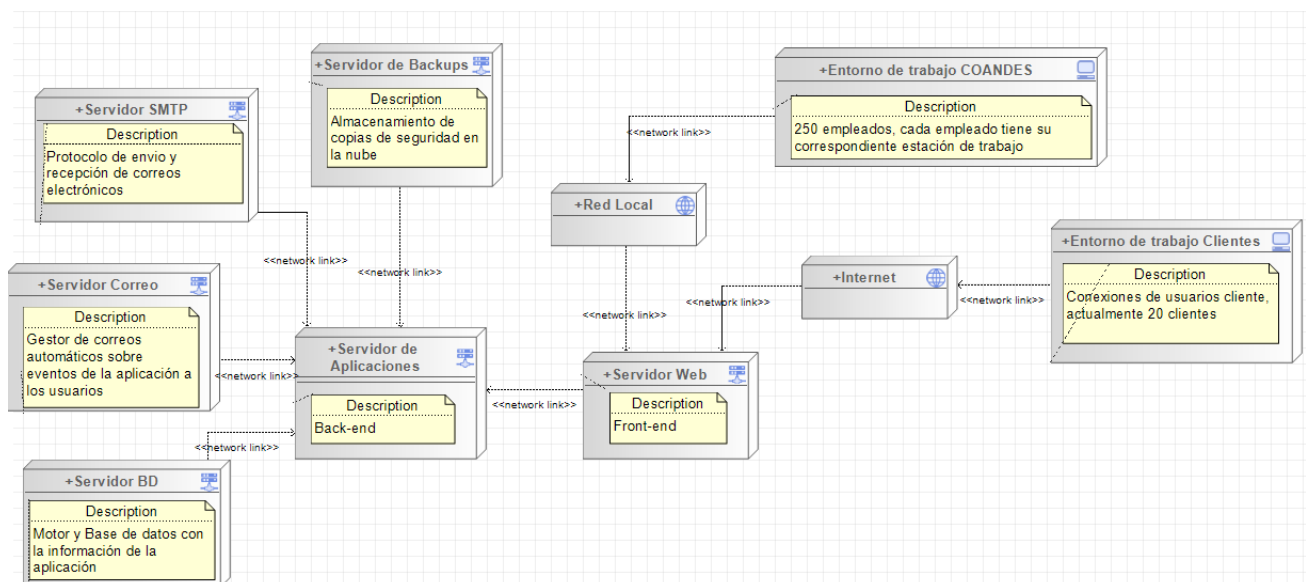 +Servidor de Backups
Description
Almacenamiento de
copias de seguridad en
la nube
+Entorno de trabajo COANDES
Description
250 empleados, cada empleado tiene su
correspondiente estación de trabajo
+Servidor SMTP
Description
Protocolo de envio y
recepción de correos
electrónicos
<<network link>>
+Red Local
+Entorno de trabajo Clientes
Description
Conexiones de usuarios cliente,
actualmente 20 clientes
<<network link>>
<<network link>>
+Internet
<<network link>>
<<network link>>
<<network link>>
+Servidor Correo
Description
Gestor de correos
automáticos sobre
eventos de la aplicación a
los usuarios
<<network link>>
+Servidor de
Aplicaciones
Description
Back-end
<<network link>>
+Servidor Web
Description
Front-end
<<network link>>
+Servidor BD
Description
Motor y Base de datos con
la información de la
aplicación